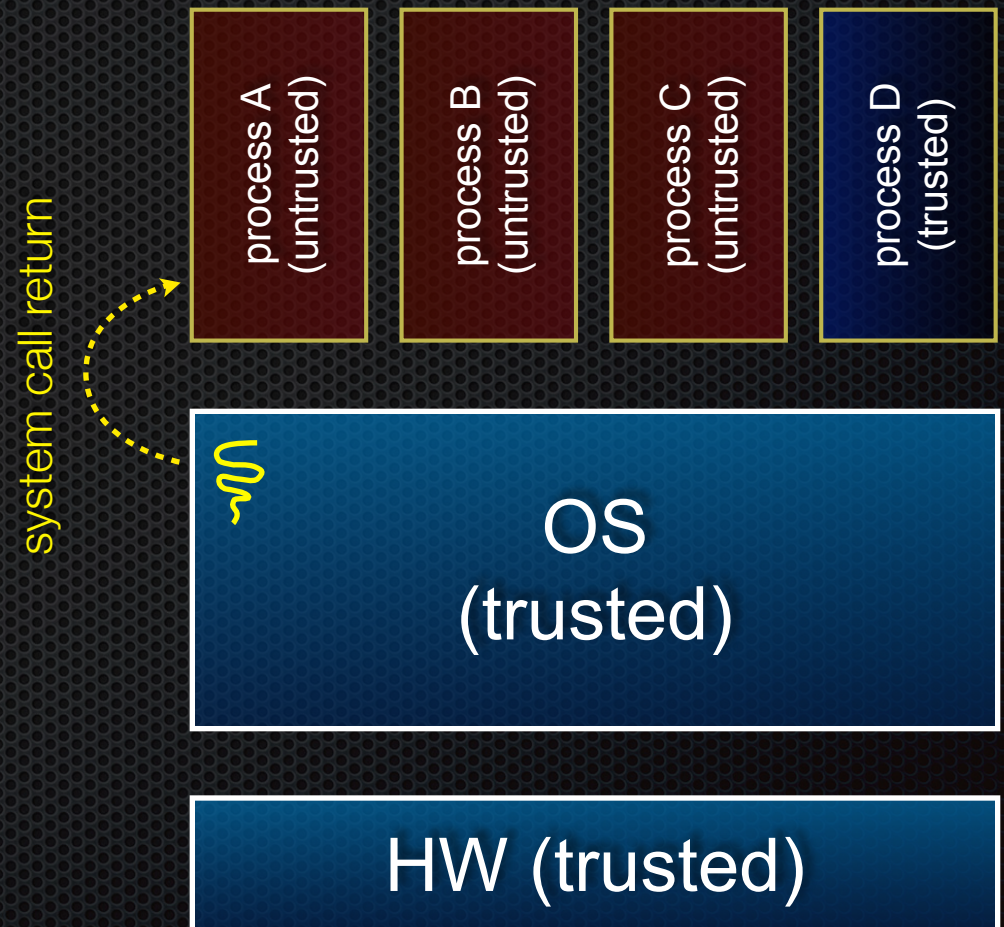 system call return
process A
(untrusted)
process B
(untrusted)
process C
(untrusted)
process D
(trusted)
OS
(trusted)
HW (trusted)